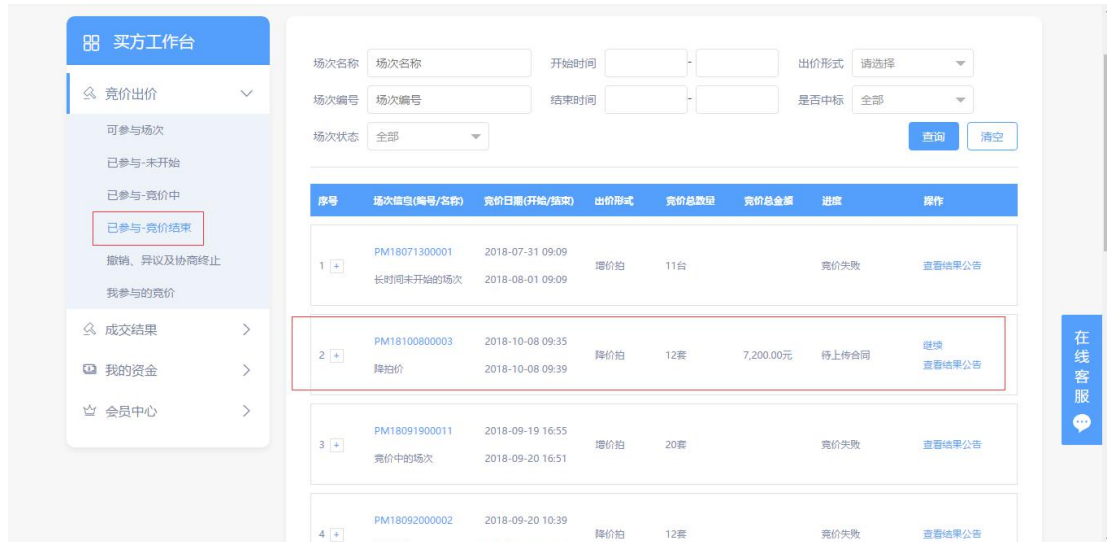 买方工作台
竞价出价
可参与场次
已参与-未开始
已参与-竞价中
已参与-竞价结束
撤销、异议及协商终止
我参与的竞价
成交结果
我的资金
会员中心
场次名称 场次名称 开始时间 - 出价形式 请选择
场次编号 场次编号 结束时间 - 是否中标 全部
场次状态 全部 查询 清空
序号 场次信息(编号/名称) 竞价日期(开始/结束) 出价形式 竞价总数量 竞价总金额 进度 操作
PM18071300001 2018-07-31 09:09
1 + 增价拍 11台 竞价失败 查看结果公告
长时间未开始的场次 2018-08-01 09:09
PM18100800003 2018-10-08 09:35 继续
2 + 降价拍 12套 7,200.00元 待上传合同
降拍价 2018-10-08 09:39 查看结果公告
PM18091900011 2018-09-19 16:55
3 + 增价拍 20套 竞价失败 查看结果公告
竞价中的场次 2018-09-20 16:51
PM18092000002 2018-09-20 10:39
4 + 降价拍 12套 竞价失败 查看结果公告
在线客服